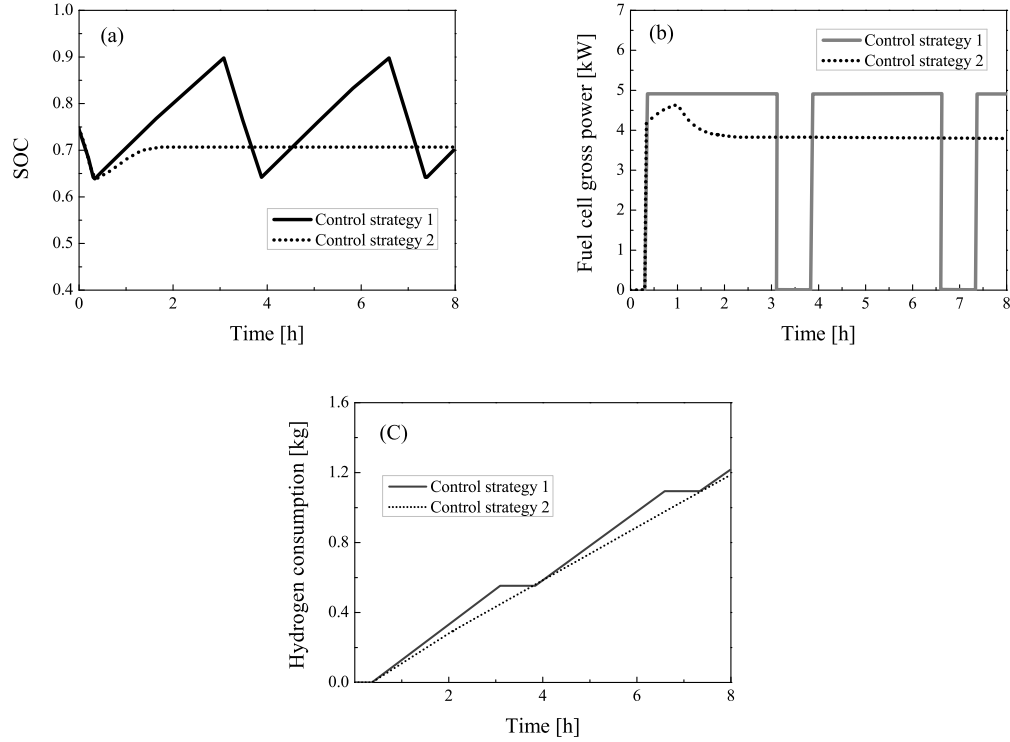 (a)
SOC
1.0
0.9
0.8
0.7
0.6
0.5
0.4
Control strategy 1
Control strategy 2
0 2 4 6 8
Time [h]
(b)
Fuel cell gross power [kW]
7
6
5
4
3
2
1
0
Control strategy 1
Control strategy 2
0 1 2 3 4 5 6 7 8
Time [h]
(C)
Hydrogen consumption [kg]
1.6
1.2
0.8
0.4
0.0
Control strategy 1
Control strategy 2
2 4 6 8
Time [h]